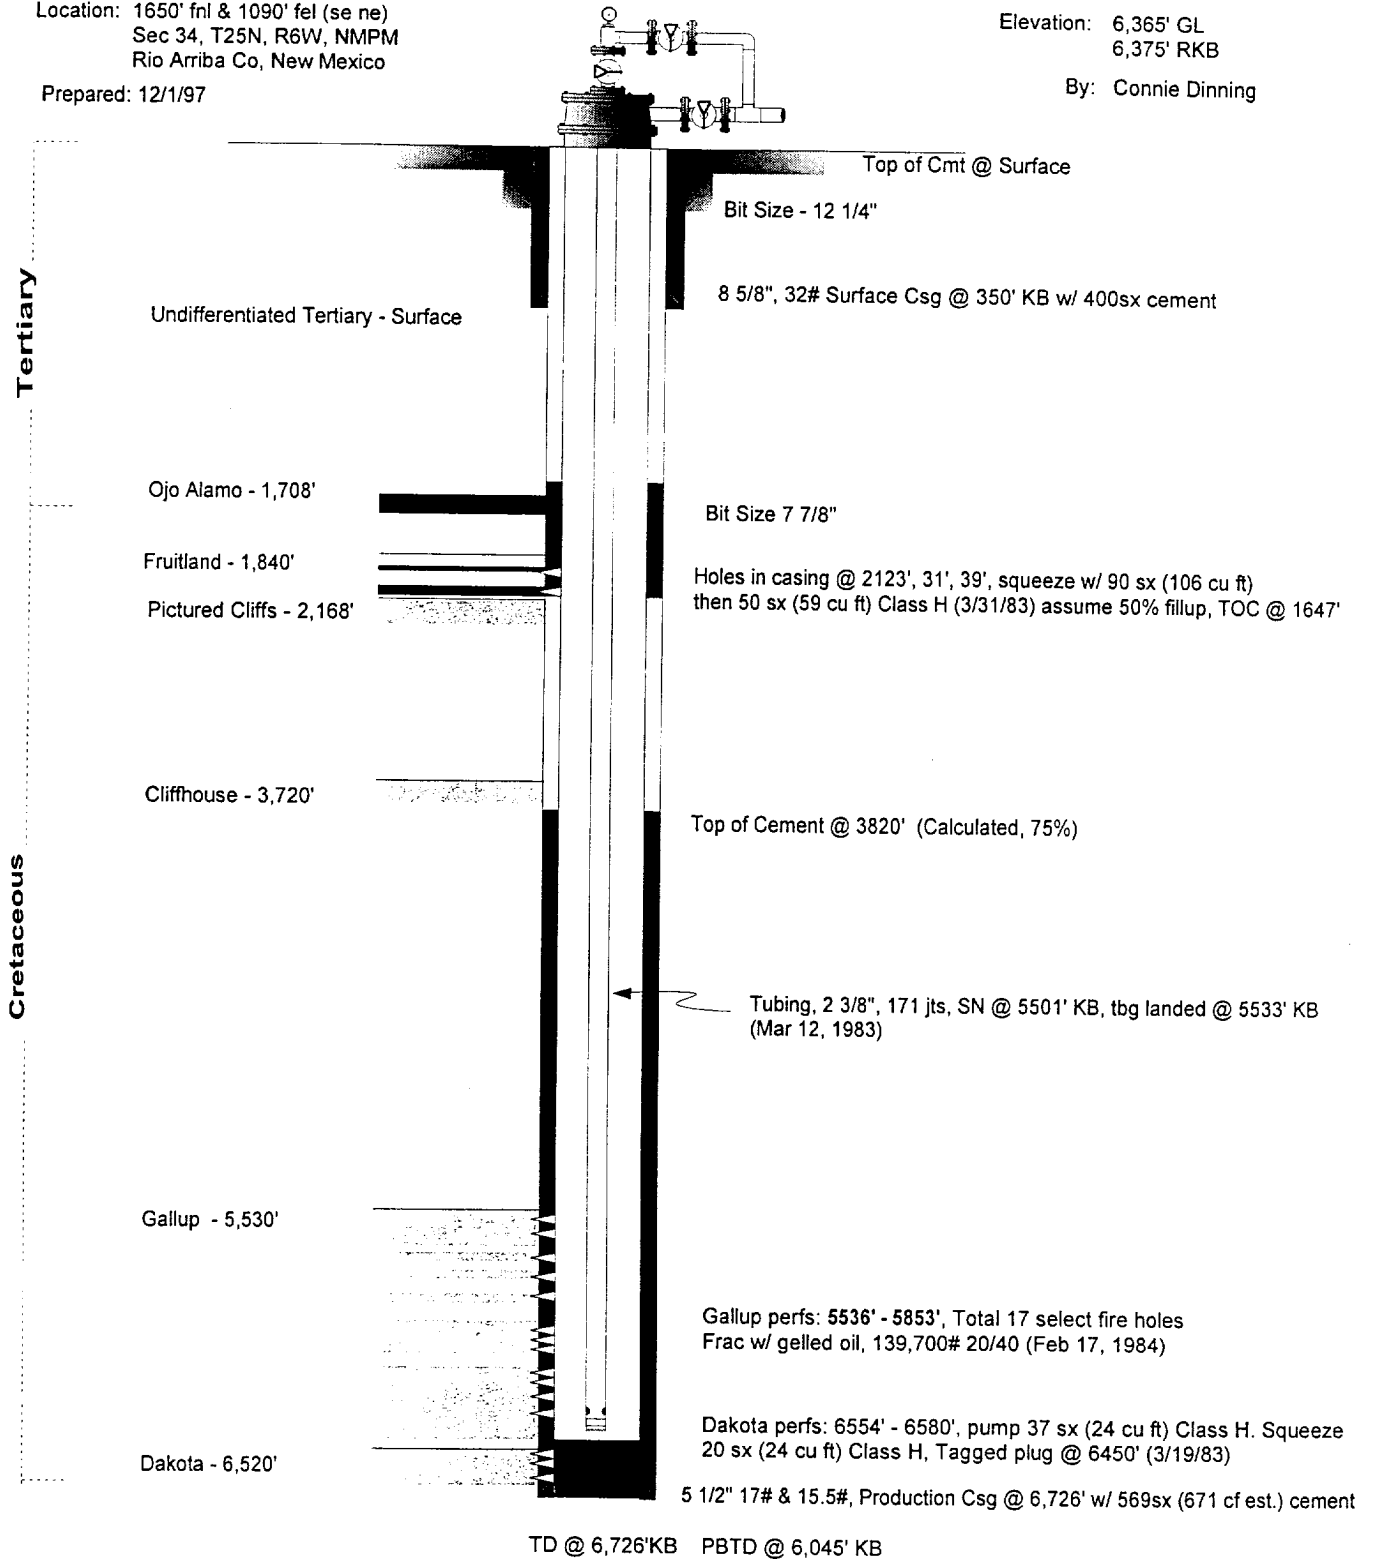 Location: 1650' fnl & 1090' fel (se ne)
Sec 34, T25N, R6W, NMPM
Rio Arriba Co, New Mexico
Prepared: 12/1/97
Elevation: 6,365' GL
6,375' RKB
By: Connie Dinning
Top of Cmt @ Surface
Bit Size - 12 1/4"
8 5/8", 32# Surface Csg @ 350' KB w/ 400sx cement
Tertiary
Undifferentiated Tertiary - Surface
Ojo Alamo - 1,708'
Bit Size 7 7/8"
Fruitland - 1,840'
Holes in casing @ 2123', 31', 39', squeeze w/ 90 sx (106 cu ft)
then 50 sx (59 cu ft) Class H (3/31/83) assume 50% fillup, TOC @ 1647'
Pictured Cliffs - 2,168'
Cliffhouse - 3,720'
Top of Cement @ 3820' (Calculated, 75%)
Cretaceous
Tubing, 2 3/8", 171 jts, SN @ 5501' KB, tbg landed @ 5533' KB
(Mar 12, 1983)
Gallup - 5,530'
Gallup perfs: 5536' - 5853', Total 17 select fire holes
Frac w/ gelled oil, 139,700# 20/40 (Feb 17, 1984)
Dakota perfs: 6554' - 6580', pump 37 sx (24 cu ft) Class H. Squeeze
20 sx (24 cu ft) Class H, Tagged plug @ 6450' (3/19/83)
Dakota - 6,520'
5 1/2" 17# & 15.5#, Production Csg @ 6,726' w/ 569sx (671 cf est.) cement
TD @ 6,726'KB PBTD @ 6,045' KB